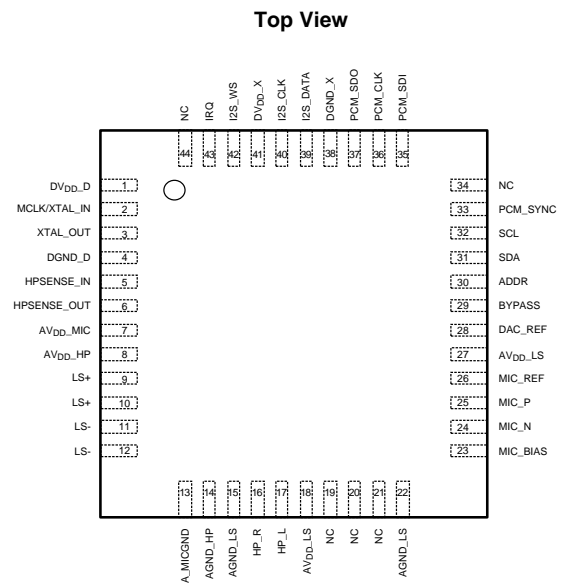 Top View
NC
IRQ
I2S_WS
DVDD_X
I2S_CLK
I2S_DATA
DGND_X
PCM_SDO
PCM_CLK
PCM_SDI
44
43
42
41
40
39
38
37
36
35
DVDD_D 1
MCLK/XTAL_IN 2
XTAL_OUT 3
DGND_D 4
HPSENSE_IN 5
HPSENSE_OUT 6
AVDD_MIC 7
AVDD_HP 8
LS+ 9
LS+ 10
LS- 11
LS- 12
34 NC
33 PCM_SYNC
32 SCL
31 SDA
30 ADDR
29 BYPASS
28 DAC_REF
27 AVDD_LS
26 MIC_REF
25 MIC_P
24 MIC_N
23 MIC_BIAS
13
14
15
16
17
18
19
20
21
22
A_MICGND
AGND_HP
AGND_LS
HP_R
HP_L
AVDD_LS
NC
NC
NC
AGND_LS